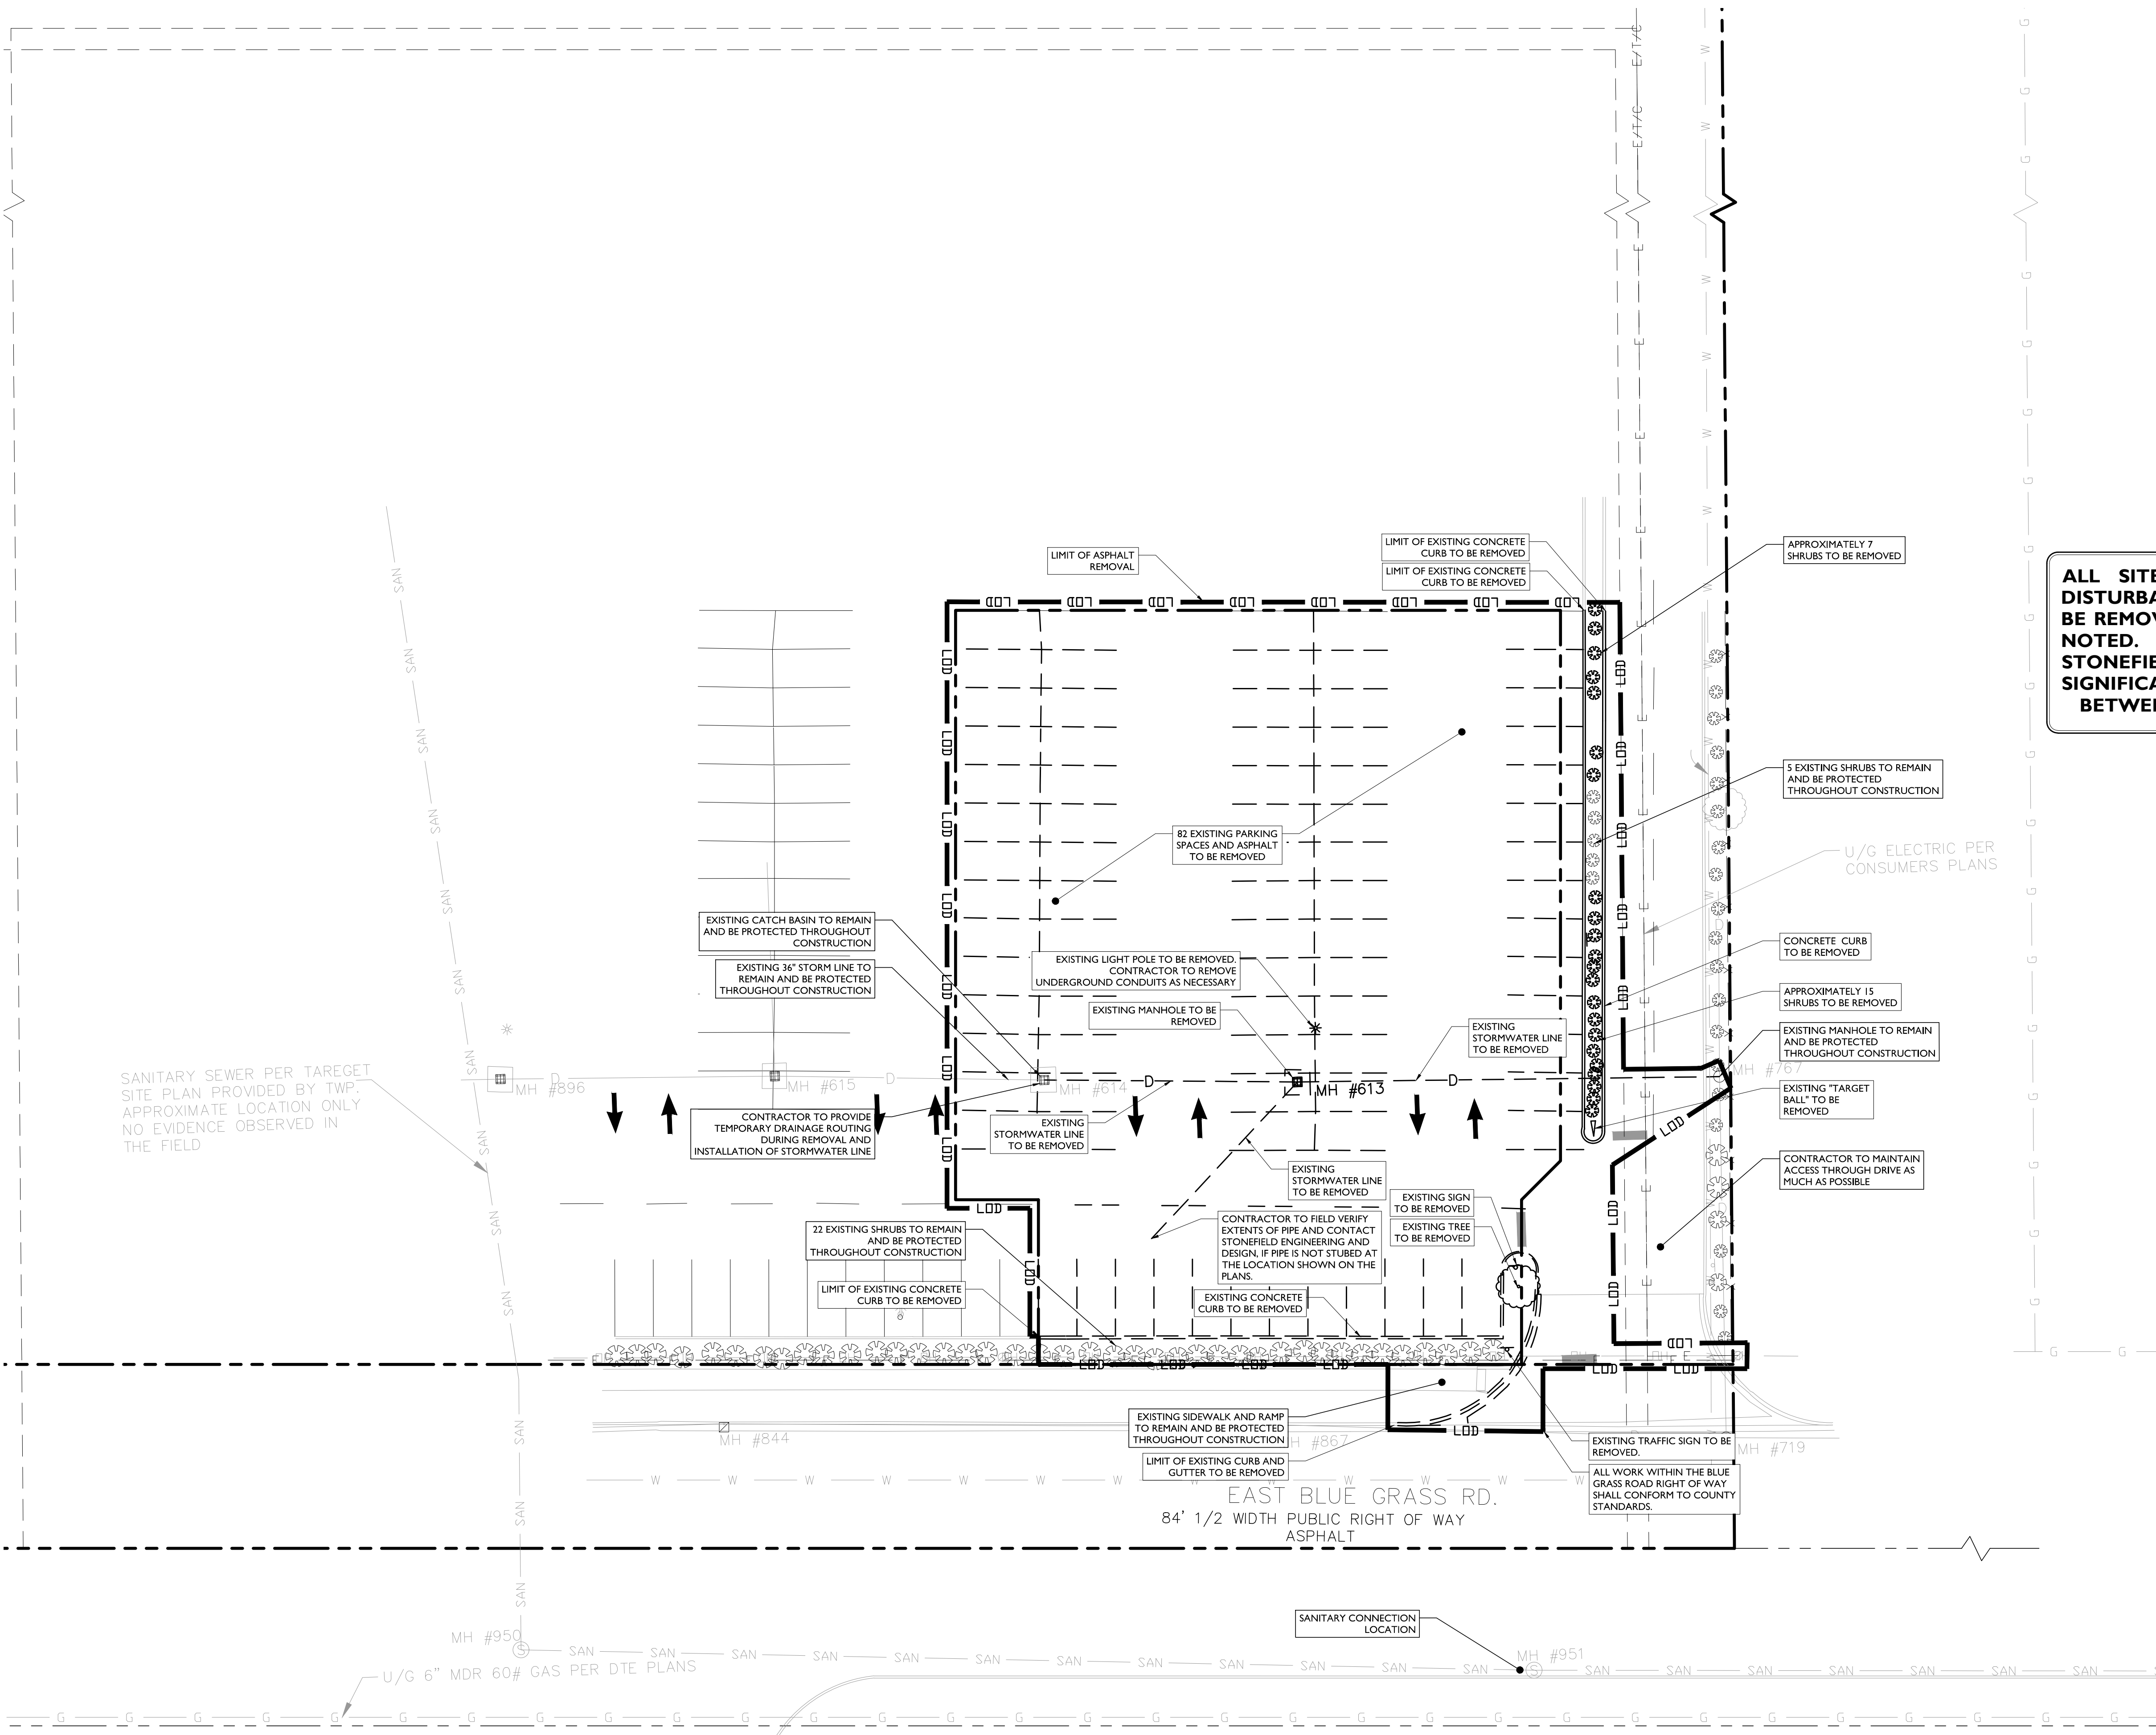 E/T/C
E/T/C
LIMIT OF ASPHALT
REMOVAL
LIMIT OF EXISTING CONCRETE
CURB TO BE REMOVED
LIMIT OF EXISTING CONCRETE
CURB TO BE REMOVED
APPROXIMATELY 7
SHRUBS TO BE REMOVED
ALL SITE
DISTURBA
BE REMOV
NOTED.
STONEFIE
SIGNIFICA
BETWEE
5 EXISTING SHRUBS TO REMAIN
AND BE PROTECTED
THROUGHOUT CONSTRUCTION
82 EXISTING PARKING
SPACES AND ASPHALT
TO BE REMOVED
U/G ELECTRIC PER
CONSUMERS PLANS
EXISTING CATCH BASIN TO REMAIN
AND BE PROTECTED THROUGHOUT
CONSTRUCTION
EXISTING 36" STORM LINE TO
REMAIN AND BE PROTECTED
THROUGHOUT CONSTRUCTION
EXISTING LIGHT POLE TO BE REMOVED.
CONTRACTOR TO REMOVE
UNDERGROUND CONDUITS AS NECESSARY
EXISTING MANHOLE TO BE
REMOVED
EXISTING
STORMWATER LINE
TO BE REMOVED
CONCRETE CURB
TO BE REMOVED
APPROXIMATELY 15
SHRUBS TO BE REMOVED
EXISTING MANHOLE TO REMAIN
AND BE PROTECTED
THROUGHOUT CONSTRUCTION
SANITARY SEWER PER TAREGET
SITE PLAN PROVIDED BY TWP.
APPROXIMATE LOCATION ONLY
NO EVIDENCE OBSERVED IN
THE FIELD
MH #896
MH #615
MH #614
MH #613
MH #767
EXISTING "TARGET
BALL" TO BE
REMOVED
CONTRACTOR TO PROVIDE
TEMPORARY DRAINAGE ROUTING
DURING REMOVAL AND
INSTALLATION OF STORMWATER LINE
EXISTING
STORMWATER LINE
TO BE REMOVED
EXISTING
STORMWATER LINE
TO BE REMOVED
CONTRACTOR TO MAINTAIN
ACCESS THROUGH DRIVE AS
MUCH AS POSSIBLE
EXISTING SIGN
TO BE REMOVED
EXISTING TREE
TO BE REMOVED
22 EXISTING SHRUBS TO REMAIN
AND BE PROTECTED
THROUGHOUT CONSTRUCTION
CONTRACTOR TO FIELD VERIFY
EXTENTS OF PIPE AND CONTACT
STONEFIELD ENGINEERING AND
DESIGN, IF PIPE IS NOT STUBED AT
THE LOCATION SHOWN ON THE
PLANS.
LIMIT OF EXISTING CONCRETE
CURB TO BE REMOVED
EXISTING CONCRETE
CURB TO BE REMOVED
EXISTING SIDEWALK AND RAMP
TO REMAIN AND BE PROTECTED
THROUGHOUT CONSTRUCTION
LIMIT OF EXISTING CURB AND
GUTTER TO BE REMOVED
MH #844
H #867
MH #719
EXISTING TRAFFIC SIGN TO BE
REMOVED.
ALL WORK WITHIN THE BLUE
GRASS ROAD RIGHT OF WAY
SHALL CONFORM TO COUNTY
STANDARDS.
EAST BLUE GRASS RD.
84' 1/2 WIDTH PUBLIC RIGHT OF WAY
ASPHALT
SANITARY CONNECTION
LOCATION
MH #950
MH #951
U/G 6" MDR 60# GAS PER DTE PLANS